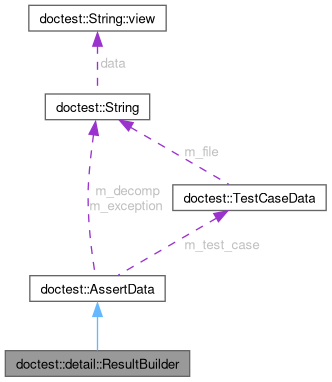 doctest::String::view
data
doctest::String
m_file
m_decomp
m_exception
doctest::TestCaseData
m_test_case
doctest::AssertData
doctest::detail::ResultBuilder